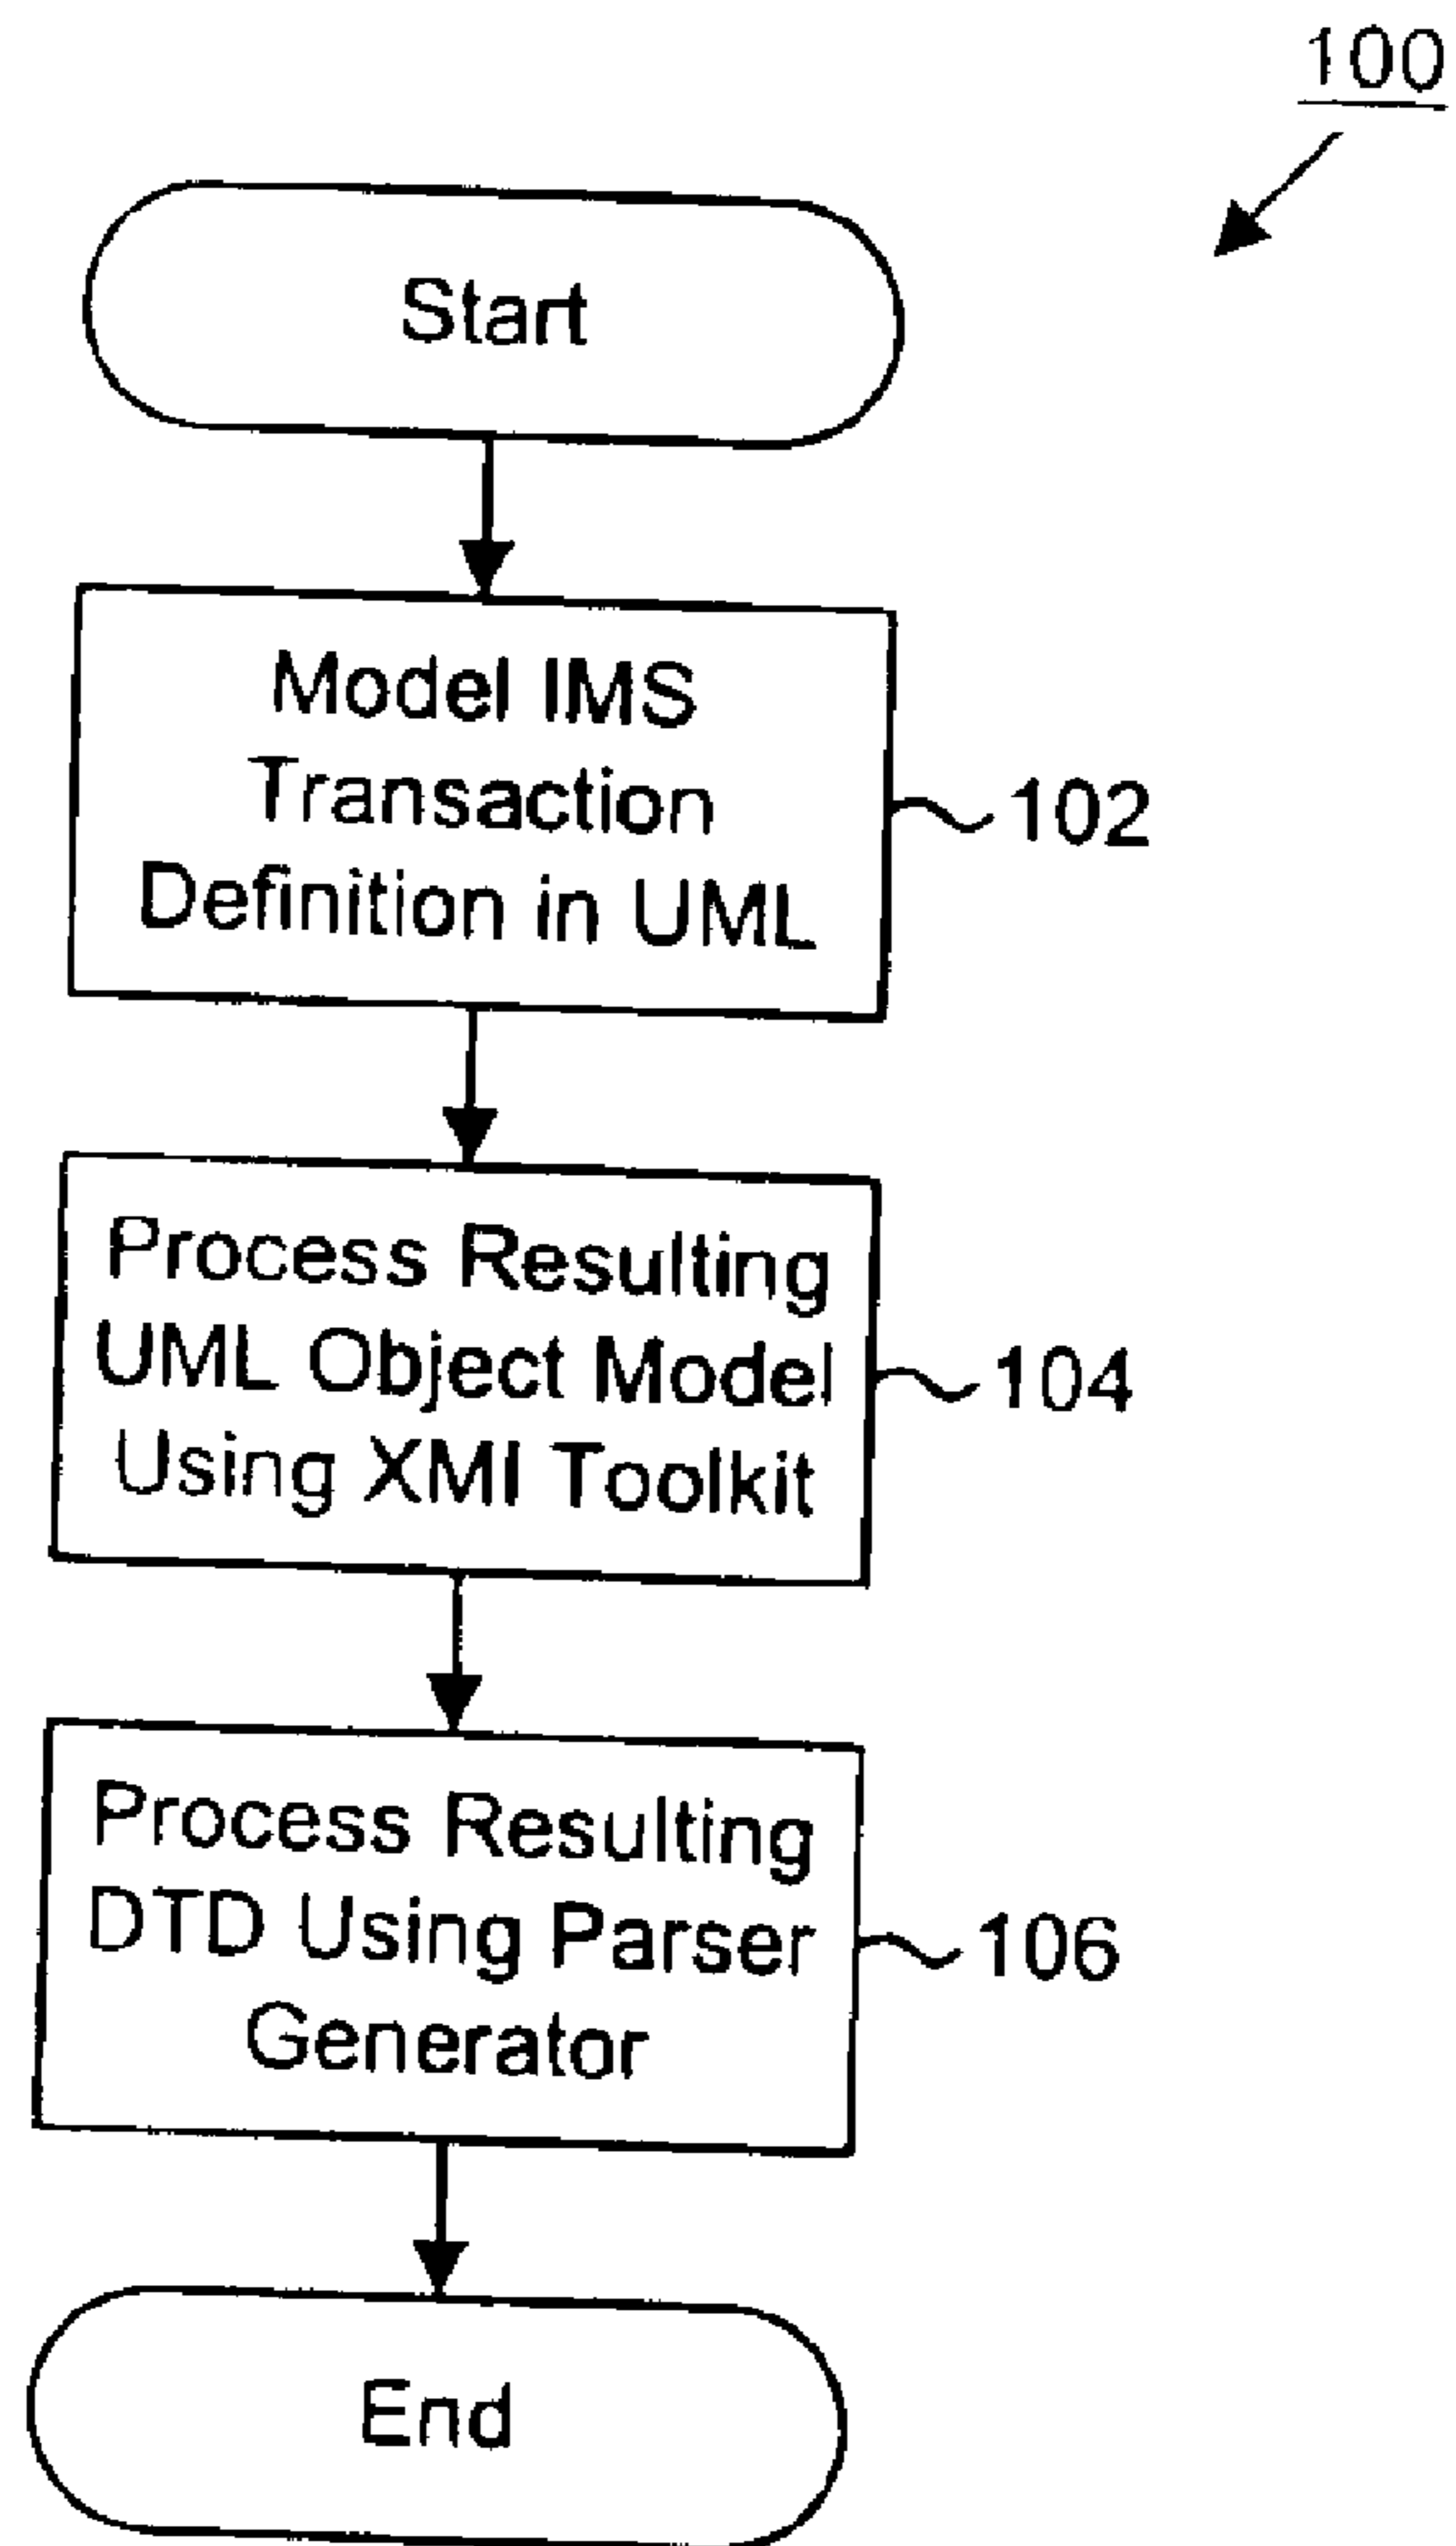 100
Start
Model IMS
Transaction
Definition in UML
102
Process Resulting
UML Object Model
Using XMI Toolkit
104
Process Resulting
DTD Using Parser
Generator
106
End